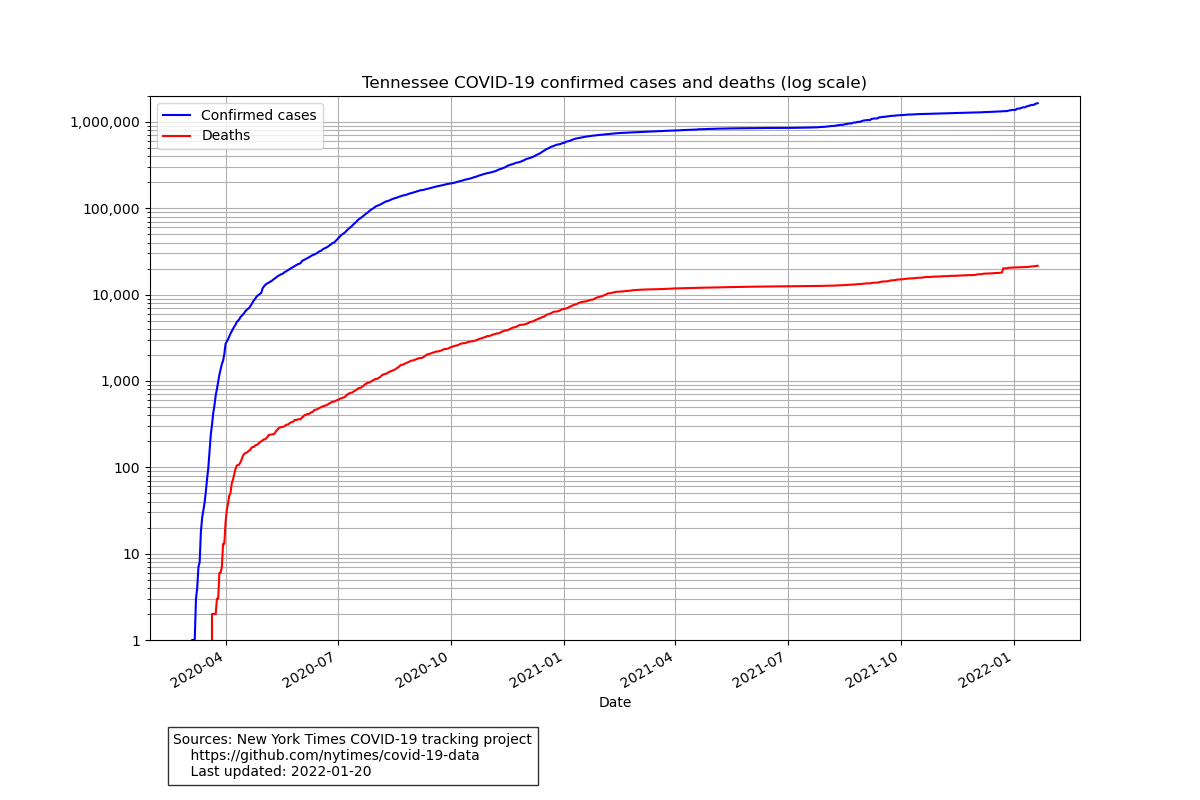 Tennessee COVID-19 confirmed cases and deaths (log scale)
Confirmed cases
Deaths
1,000,000
100,000
10,000
1,000
100
10
1
2020-04
2020-07
2020-10
2021-01
2021-04
2021-07
2021-10
2022-01
Date
Sources: New York Times COVID-19 tracking project
https://github.com/nytimes/covid-19-data
Last updated: 2022-01-20